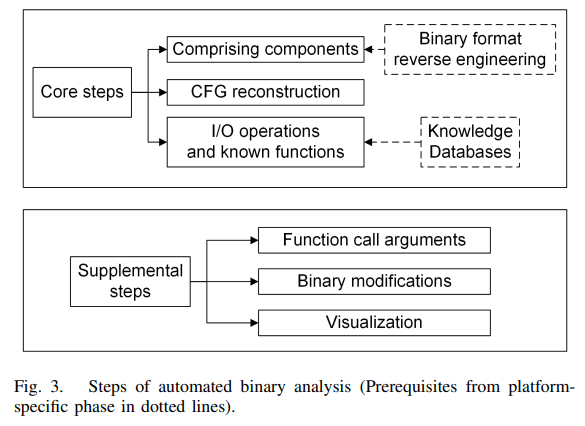 Core steps
Comprising components
Binary format
reverse engineering
CFG reconstruction
I/O operations
and known functions
Knowledge
Databases
Supplemental
steps
Function call arguments
Binary modifications
Visualization
Fig. 3. Steps of automated binary analysis (Prerequisites from platform-
specific phase in dotted lines).